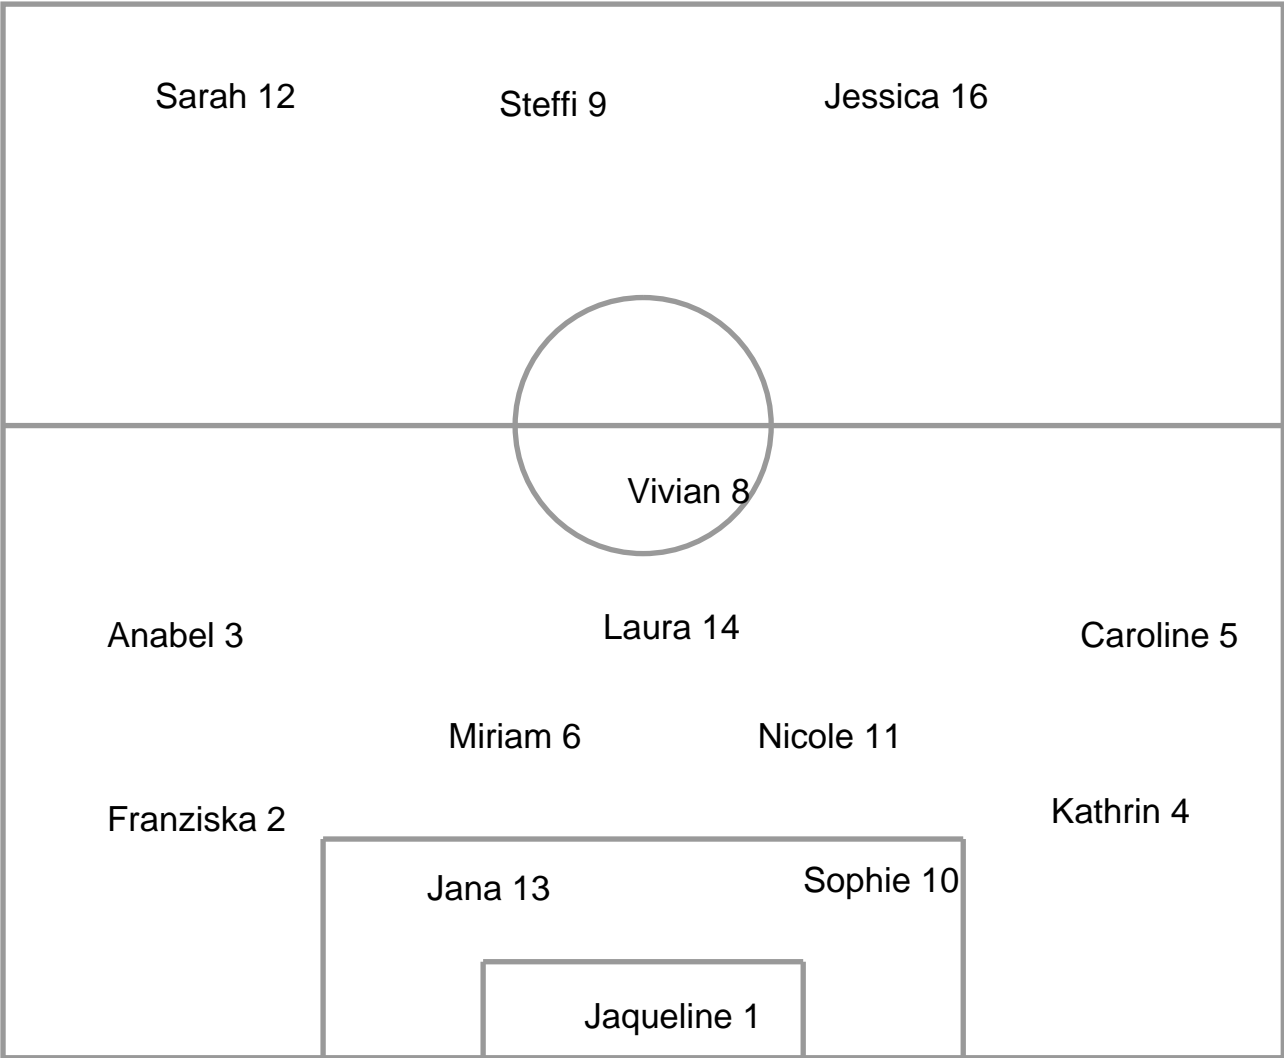 Sarah 12
Steffi 9
Jessica 16
Vivian 8
Anabel 3
Laura 14
Caroline 5
Miriam 6
Nicole 11
Franziska 2
Kathrin 4
Jana 13
Sophie 10
Jaqueline 1